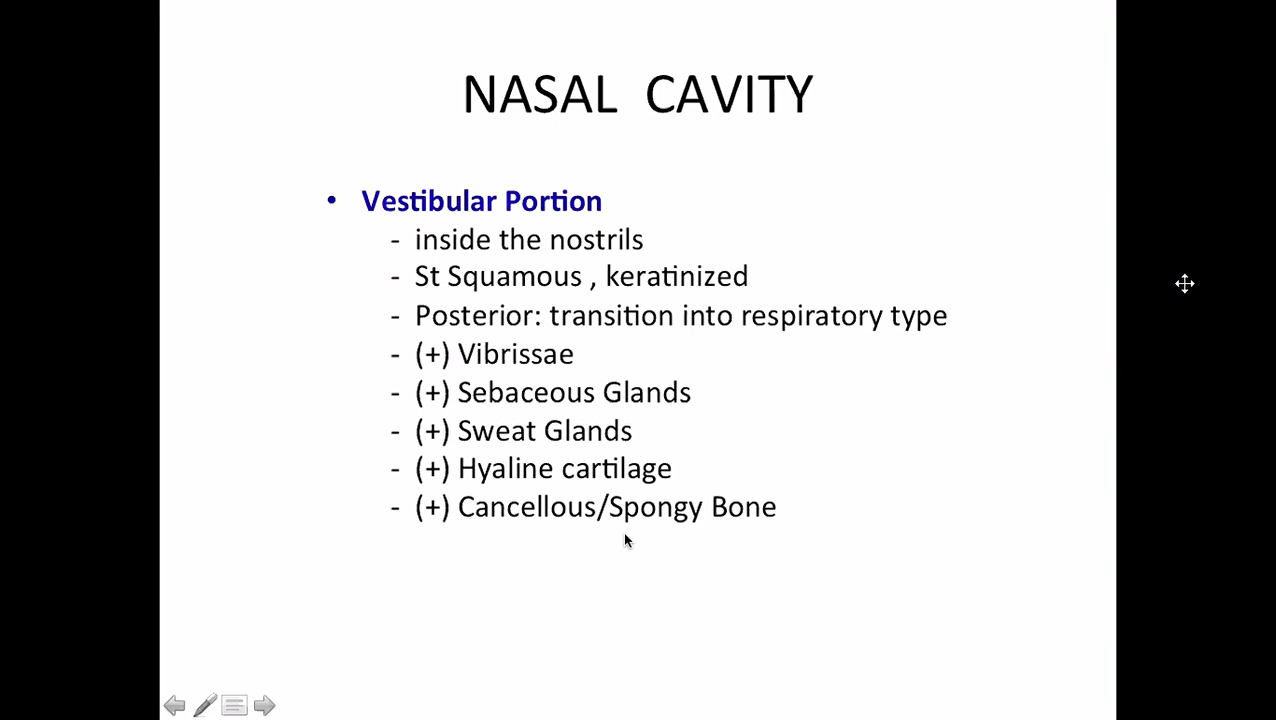 NASAL CAVITY
• Vestibular Portion
- inside the nostrils
- St Squamous , keratinized
- Posterior: transition into respiratory type
- (+) Vibrissae
- (+) Sebaceous Glands
- (+) Sweat Glands
- (+) Hyaline cartilage
- (+) Cancellous/Spongy Bone